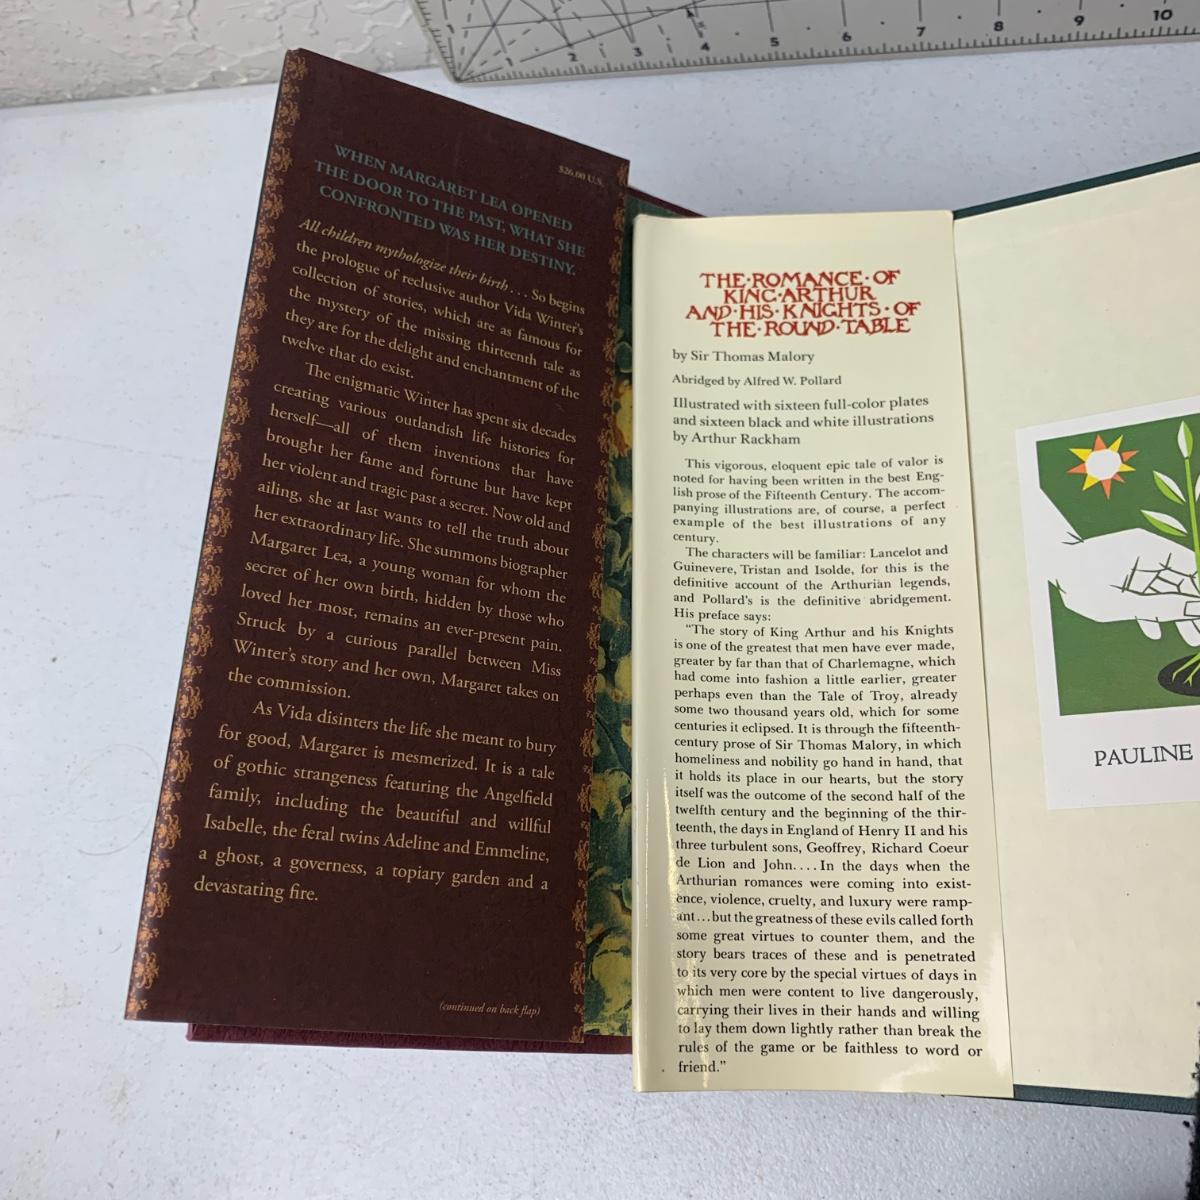 2 3 4 5 6 7 8 9 10
$26.00 U.S.
WHEN MARGARET LEA OPENED
THE DOOR TO THE PAST, WHAT SHE
CONFRONTED WAS HER DESTINY.
All children mythologize their birth . . . So begins
the prologue of reclusive author Vida Winter's
collection of stories, which are as famous for
the mystery of the missing thirteenth tale as
they are for the delight and enchantment of the
twelve that do exist.
The enigmatic Winter has spent six decades
creating various outlandish life histories for
herself—all of them inventions that have
brought her fame and fortune but have kept
her violent and tragic past a secret. Now old and
ailing, she at last wants to tell the truth about
her extraordinary life. She summons biographer
Margaret Lea, a young woman for whom the
secret of her own birth, hidden by those who
loved her most, remains an ever-present pain.
Struck by a curious parallel between Miss
Winter's story and her own, Margaret takes on
the commission.
As Vida disinters the life she meant to bury
for good, Margaret is mesmerized. It is a tale
of gothic strangeness featuring the Angelfield
family, including the beautiful and willful
Isabelle, the feral twins Adeline and Emmeline,
a ghost, a governess, a topiary garden and a
devastating fire.
(continued on back flap)
THE·ROMANCE·OF
KING·ARTHUR
AND·HIS·KNIGHTS·OF
THE·ROUND·TABLE
by Sir Thomas Malory
Abridged by Alfred W. Pollard
Illustrated with sixteen full-color plates
and sixteen black and white illustrations
by Arthur Rackham
This vigorous, eloquent epic tale of valor is
noted for having been written in the best Eng-
lish prose of the Fifteenth Century. The accom-
panying illustrations are, of course, a perfect
example of the best illustrations of any
century.
The characters will be familiar: Lancelot and
Guinevere, Tristan and Isolde, for this is the
definitive account of the Arthurian legends,
and Pollard's is the definitive abridgement.
His preface says:
"The story of King Arthur and his Knights
is one of the greatest that men have ever made,
greater by far than that of Charlemagne, which
had come into fashion a little earlier, greater
perhaps even than the Tale of Troy, already
some two thousand years old, which for some
centuries it eclipsed. It is through the fifteenth-
century prose of Sir Thomas Malory, in which
homeliness and nobility go hand in hand, that
it holds its place in our hearts, but the story
itself was the outcome of the second half of the
twelfth century and the beginning of the thir-
teenth, the days in England of Henry II and his
three turbulent sons, Geoffrey, Richard Coeur
de Lion and John. . . . In the days when the
Arthurian romances were coming into exist-
ence, violence, cruelty, and luxury were ramp-
ant...but the greatness of these evils called forth
some great virtues to counter them, and the
story bears traces of these and is penetrated
to its very core by the special virtues of days in
which men were content to live dangerously,
carrying their lives in their hands and willing
to lay them down lightly rather than break the
rules of the game or be faithless to word or
friend."
PAULINE